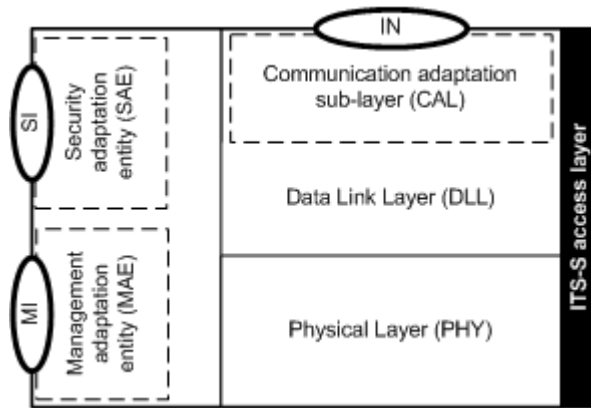 IN
Communication adaptation
sub-layer (CAL)
SI
Security
adaptation
entity (SAE)
Data Link Layer (DLL)
MI
Management
adaptation
entity (MAE)
Physical Layer (PHY)
ITS-S access layer